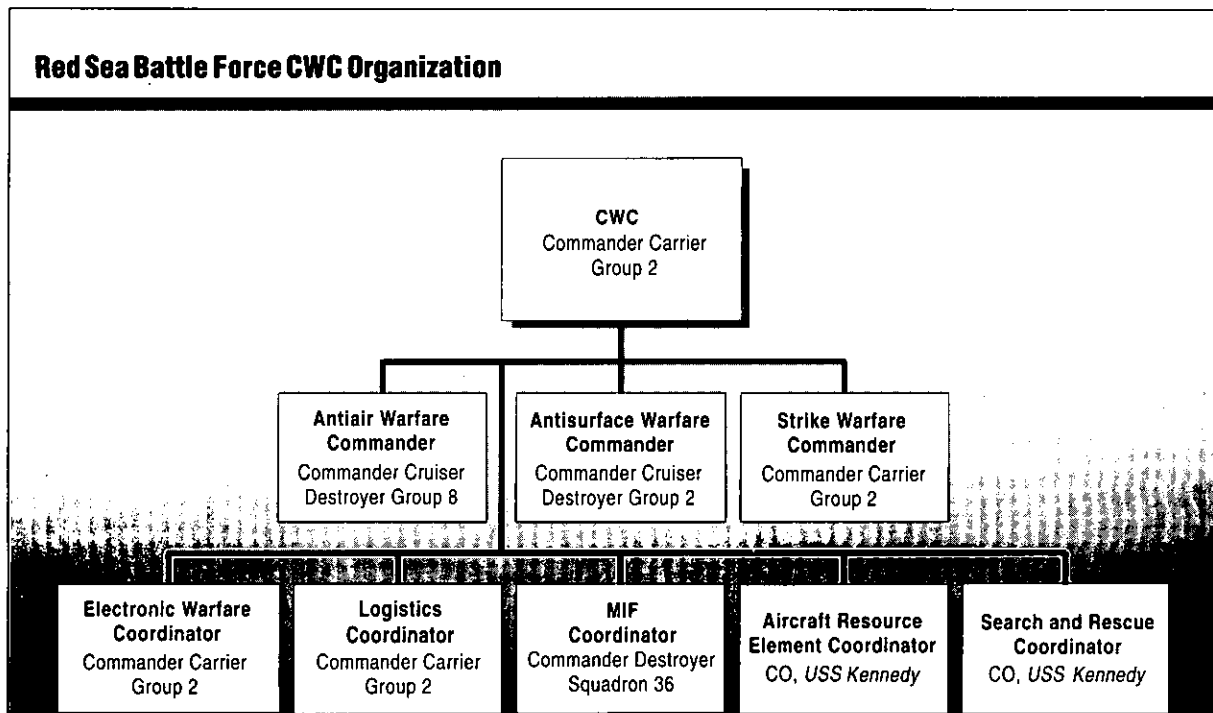 Red Sea Battle Force CWC Organization
CWC
Commander Carrier
Group 2
Antiair Warfare
Commander
Commander Cruiser
Destroyer Group 8
Antisurface Warfare
Commander
Commander Cruiser
Destroyer Group 2
Strike Warfare
Commander
Commander Carrier
Group 2
Electronic Warfare
Coordinator
Commander Carrier
Group 2
Logistics
Coordinator
Commander Carrier
Group 2
MIF
Coordinator
Commander Destroyer
Squadron 36
Aircraft Resource
Element Coordinator
CO, USS Kennedy
Search and Rescue
Coordinator
CO, USS Kennedy